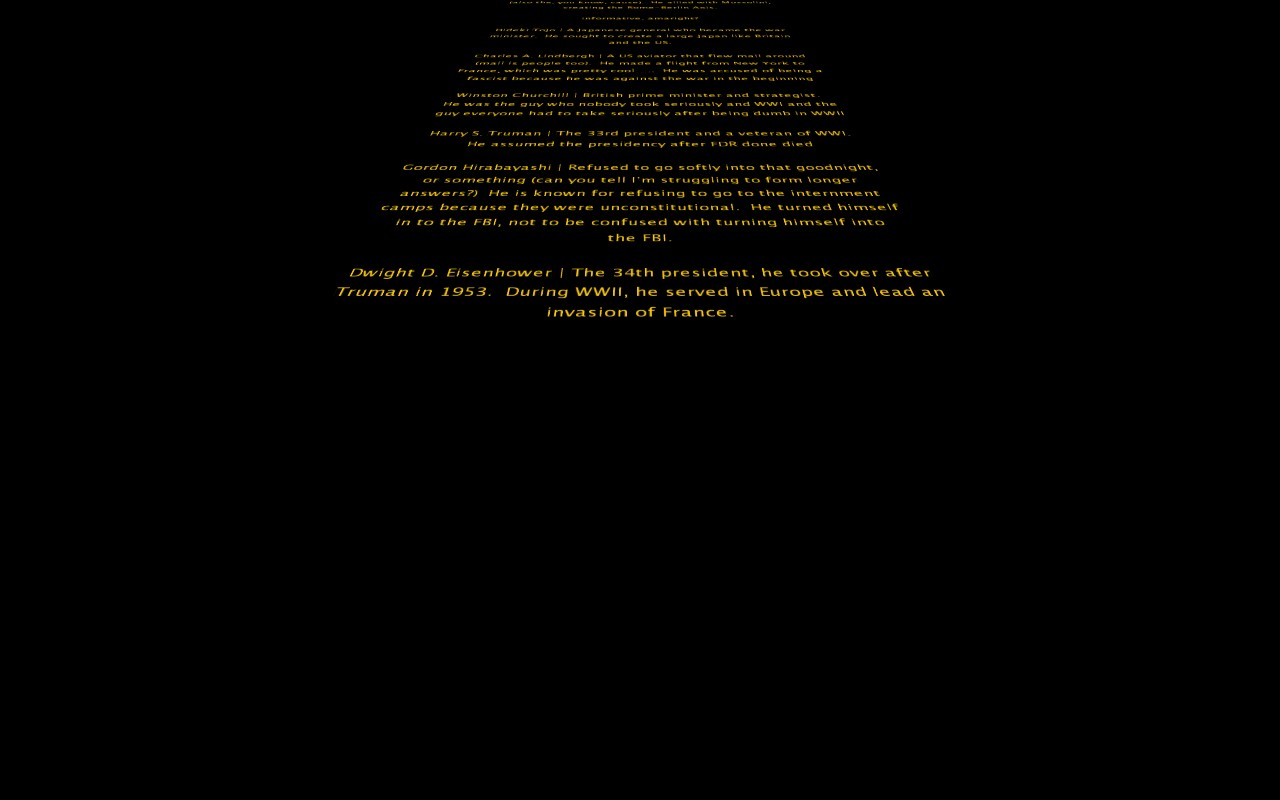 (also the, you know, cause). He allied with Mussolini,
creating the Rome-Berlin Axis.
Informative, amaright?
Hideki Tojo | A Japanese general who became the war
minister. He sought to create a large Japan like Britain
and the US.
Charles A. Lindbergh | A US aviator that flew mail around
(mail is people too). He made a flight from New York to
France, which was pretty cool . . . He was accused of being a
fascist because he was against the war in the beginning
Winston Churchill | British prime minister and strategist.
He was the guy who nobody took seriously and WWI and the
guy everyone had to take seriously after being dumb in WWII
Harry S. Truman | The 33rd president and a veteran of WWI.
He assumed the presidency after FDR done died
Gordon Hirabayashi | Refused to go softly into that goodnight,
or something (can you tell I'm struggling to form longer
answers?) He is known for refusing to go to the internment
camps because they were unconstitutional. He turned himself
in to the FBI, not to be confused with turning himself into
the FBI.
Dwight D. Eisenhower | The 34th president, he took over after
Truman in 1953. During WWII, he served in Europe and lead an
invasion of France.